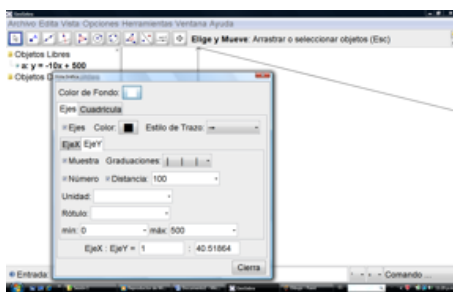 Archivo Edita Vista Opciones Herramientas Ventana Ayuda
Elige y Mueve: Arrastrar o seleccionar objetos (Esc)
Objetos Libres
a: y = -10x + 500
Objetos D
Color de Fondo:
Ejes Cuadrícula
Ejes Color: Estilo de Trazo:
EjeX EjeY
Muestra Graduaciones:
Número Distancia: 100
Unidad:
Rótulo:
mín: 0 máx: 500
EjeX : EjeY = 1 : 40.51864
Cierra
Entrada:
Comando ...